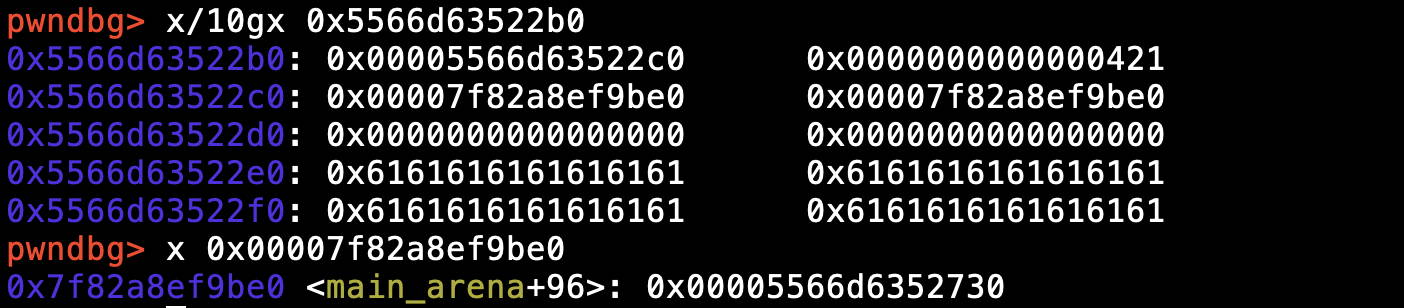 pwndbg> x/10gx 0x5566d63522b0
0x5566d63522b0: 0x00005566d63522c0 0x0000000000000421
0x5566d63522c0: 0x00007f82a8ef9be0 0x00007f82a8ef9be0
0x5566d63522d0: 0x0000000000000000 0x0000000000000000
0x5566d63522e0: 0x6161616161616161 0x6161616161616161
0x5566d63522f0: 0x6161616161616161 0x6161616161616161
pwndbg> x 0x00007f82a8ef9be0
0x7f82a8ef9be0 <main_arena+96>: 0x00005566d6352730